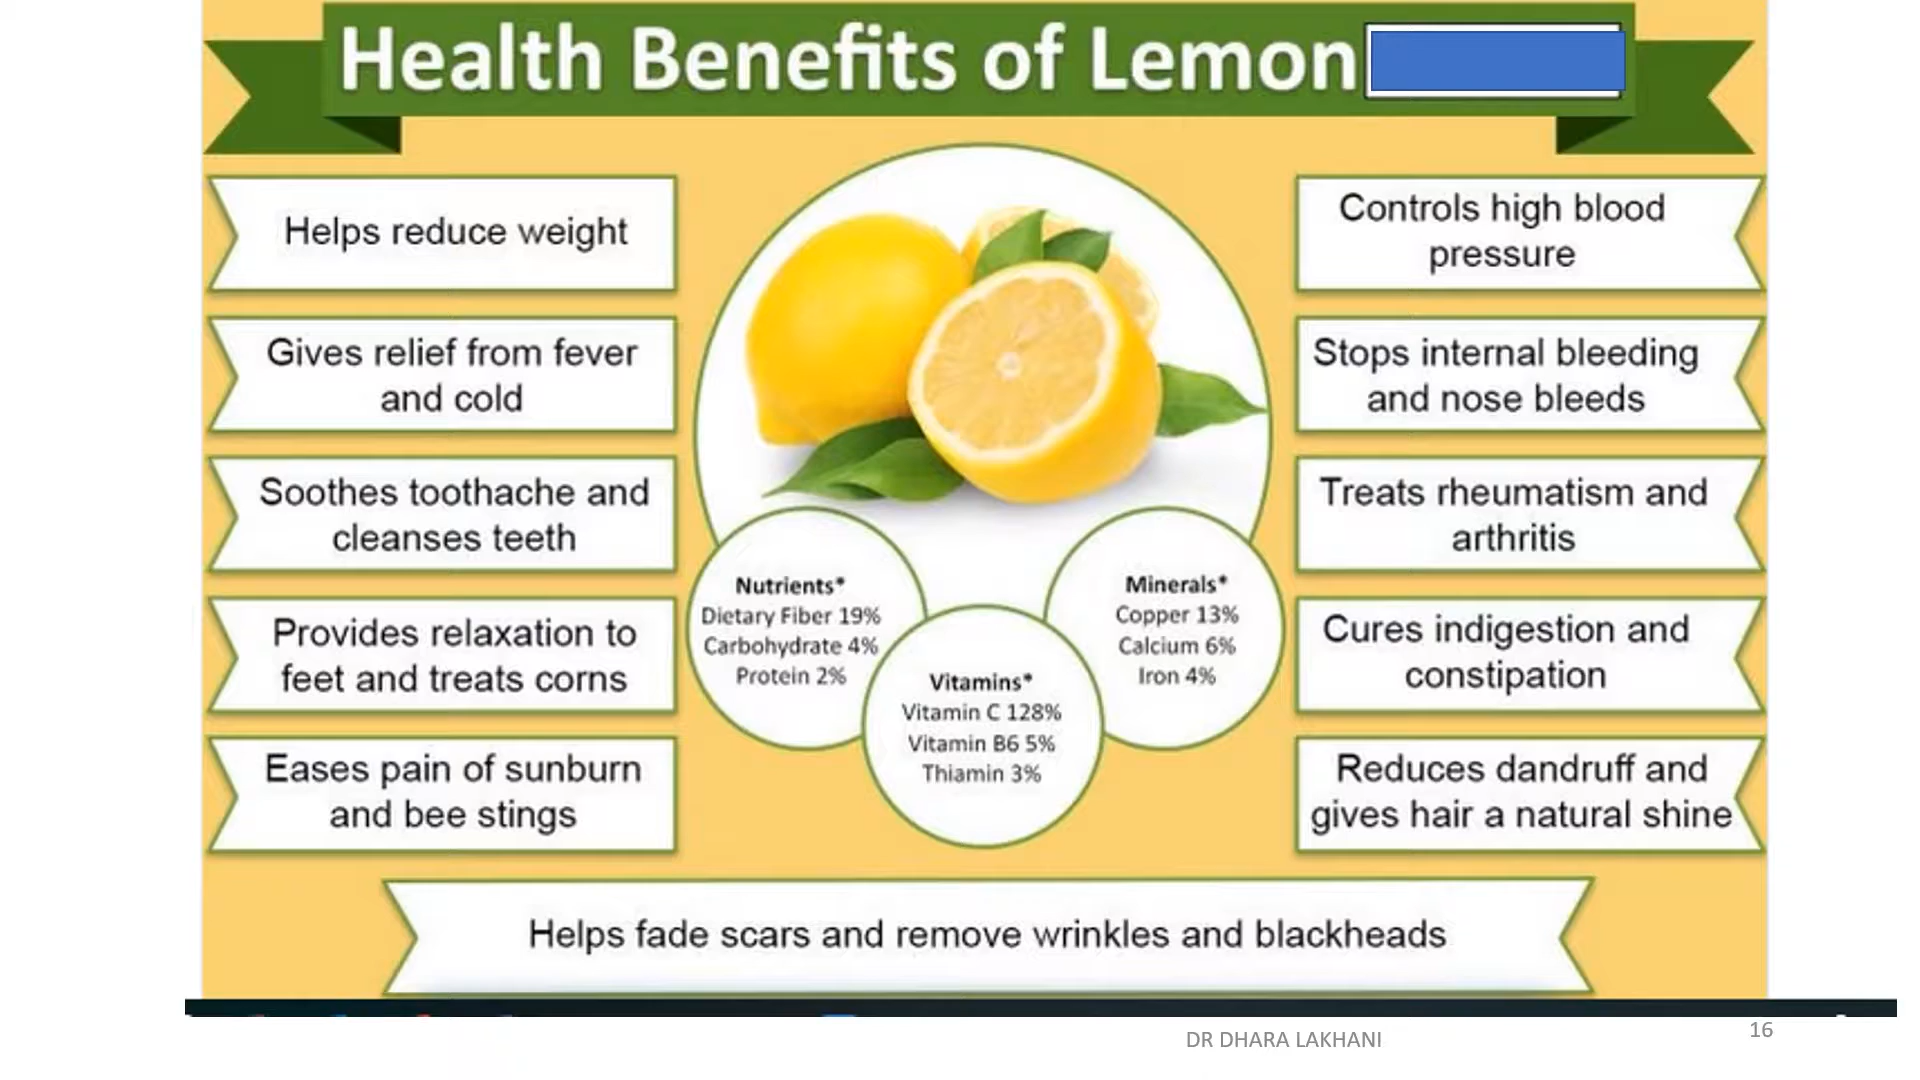 Health Benefits of Lemon
Helps reduce weight
Gives relief from fever
and cold
Soothes toothache and
cleanses teeth
Provides relaxation to
feet and treats corns
Eases pain of sunburn
and bee stings
Nutrients*
Dietary Fiber 19%
Carbohydrate 4%
Protein 2%
Vitamins*
Vitamin C 128%
Vitamin B6 5%
Thiamin 3%
Minerals*
Copper 13%
Calcium 6%
Iron 4%
Controls high blood
pressure
Stops internal bleeding
and nose bleeds
Treats rheumatism and
arthritis
Cures indigestion and
constipation
Reduces dandruff and
gives hair a natural shine
Helps fade scars and remove wrinkles and blackheads
DR DHARA LAKHANI
16